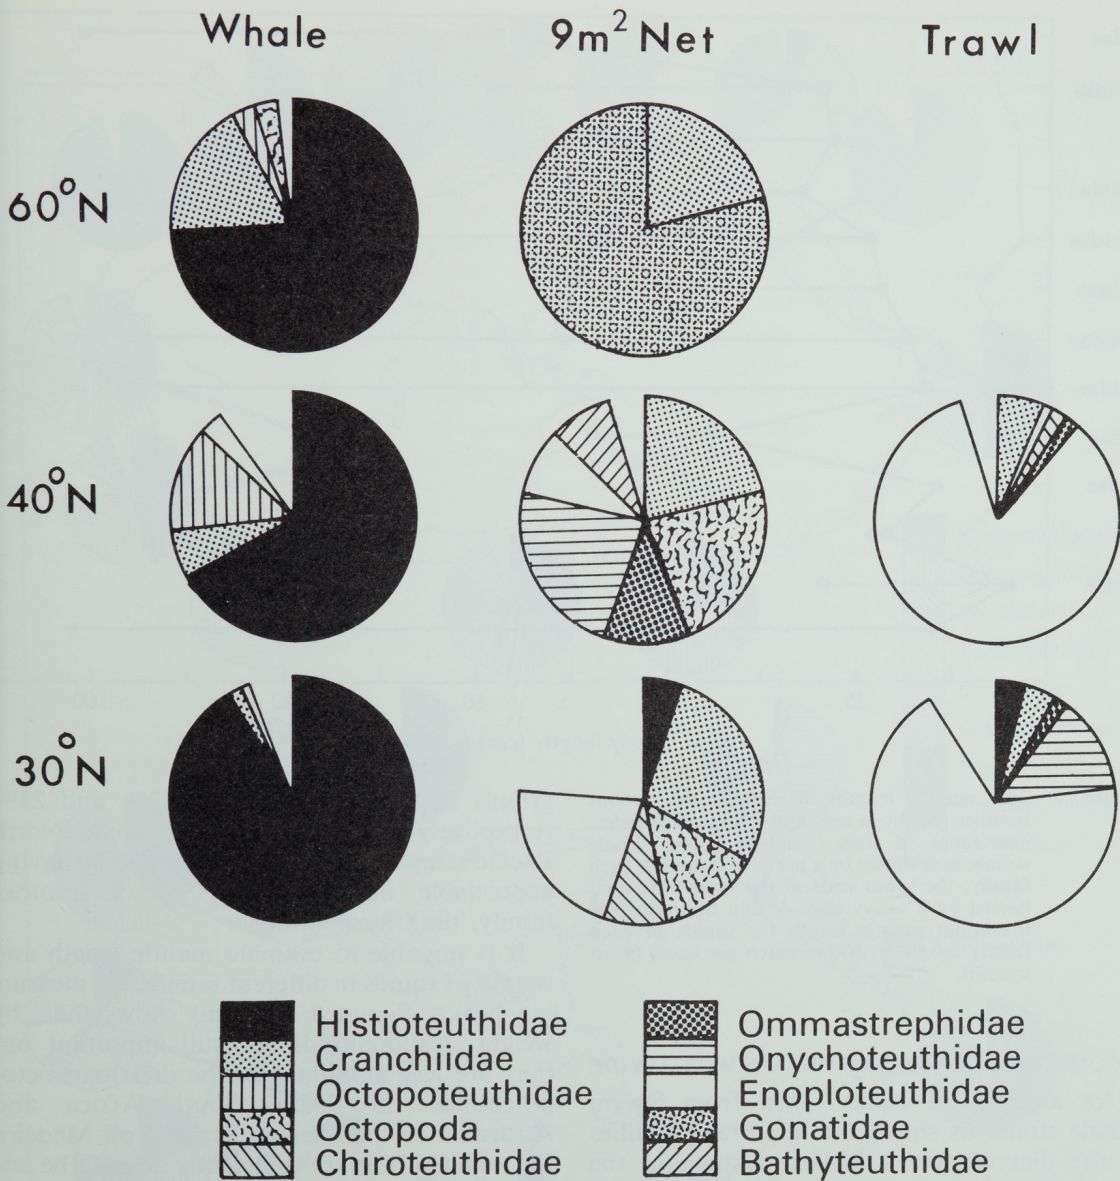 Whale 9m² Net Trawl
60°N
40°N
30°N
Histioteuthidae
Cranchiidae
Octopoteuthidae
Octopoda
Chiroteuthidae
Ommastrephidae
Onychoteuthidae
Enoploteuthidae
Gonatidae
Bathyteuthidae